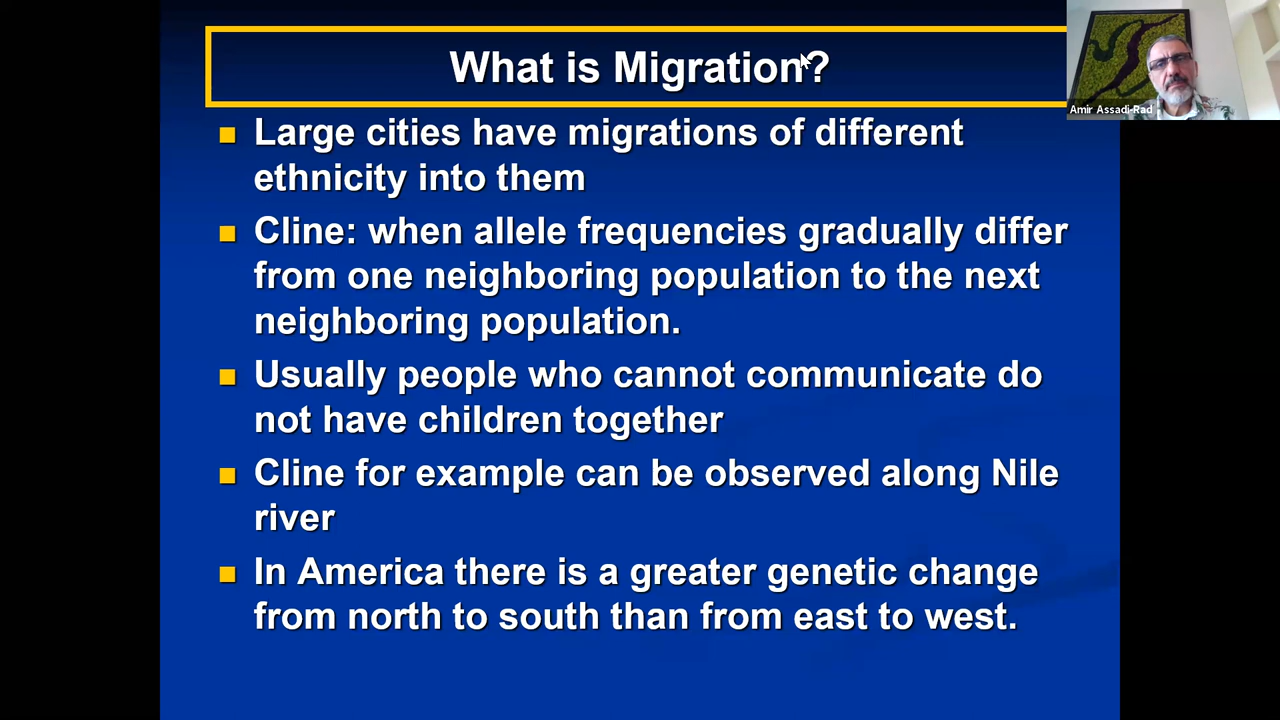 What is Migration?
Amir Assadi-Rad
Large cities have migrations of different
ethnicity into them
Cline: when allele frequencies gradually differ
from one neighboring population to the next
neighboring population.
Usually people who cannot communicate do
not have children together
Cline for example can be observed along Nile
river
In America there is a greater genetic change
from north to south than from east to west.